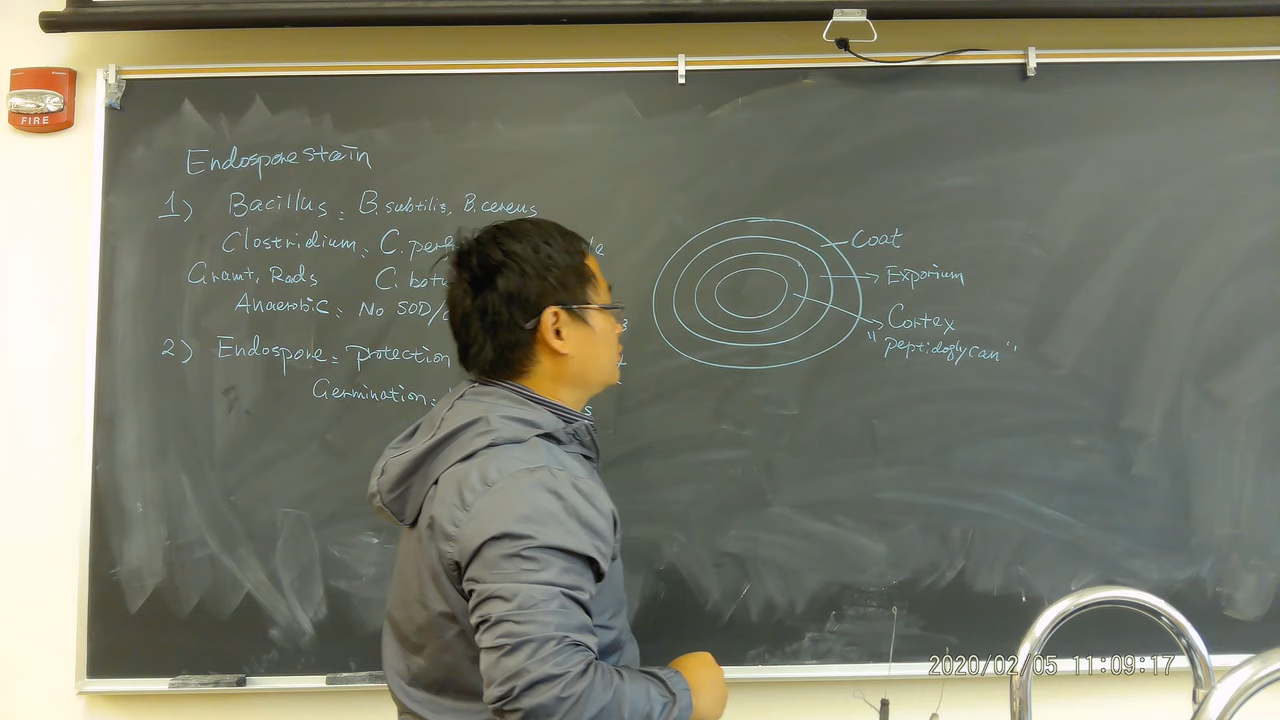 FIRE
Endospore stain
1) Bacillus: B. subtilis, B. cereus
Clostridium: C. perf
Gram+, Rods C. botu
Anaerobic: No SOD/
2) Endospore: protection
Germination:
Coat
Exporium
Cortex
"peptidoglycan"
2020/02/05 11:09:17